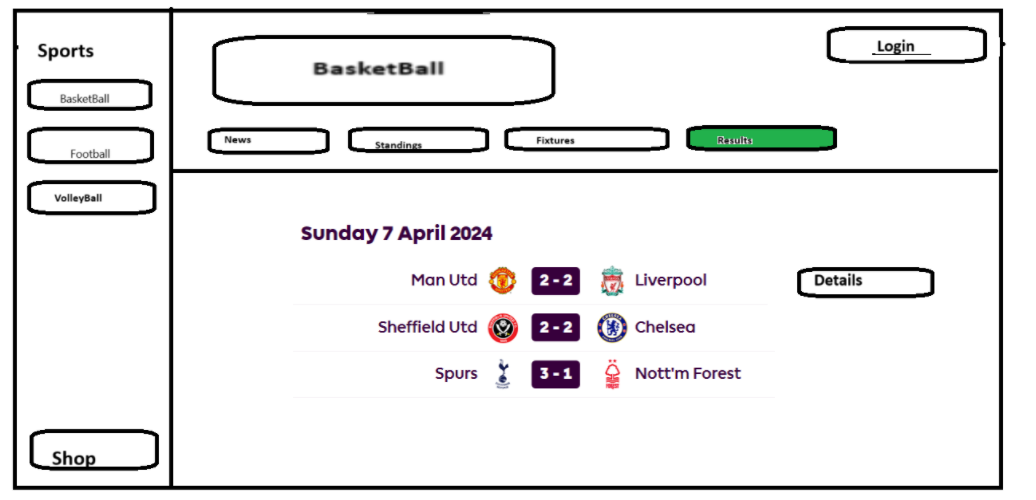 Sports
BasketBall
Football
VolleyBall
Shop
BasketBall
Login
News
Standings
Fixtures
Results
Sunday 7 April 2024
Man Utd 2 - 2 Liverpool
Details
Sheffield Utd 2 - 2 Chelsea
Spurs 3 - 1 Nott'm Forest